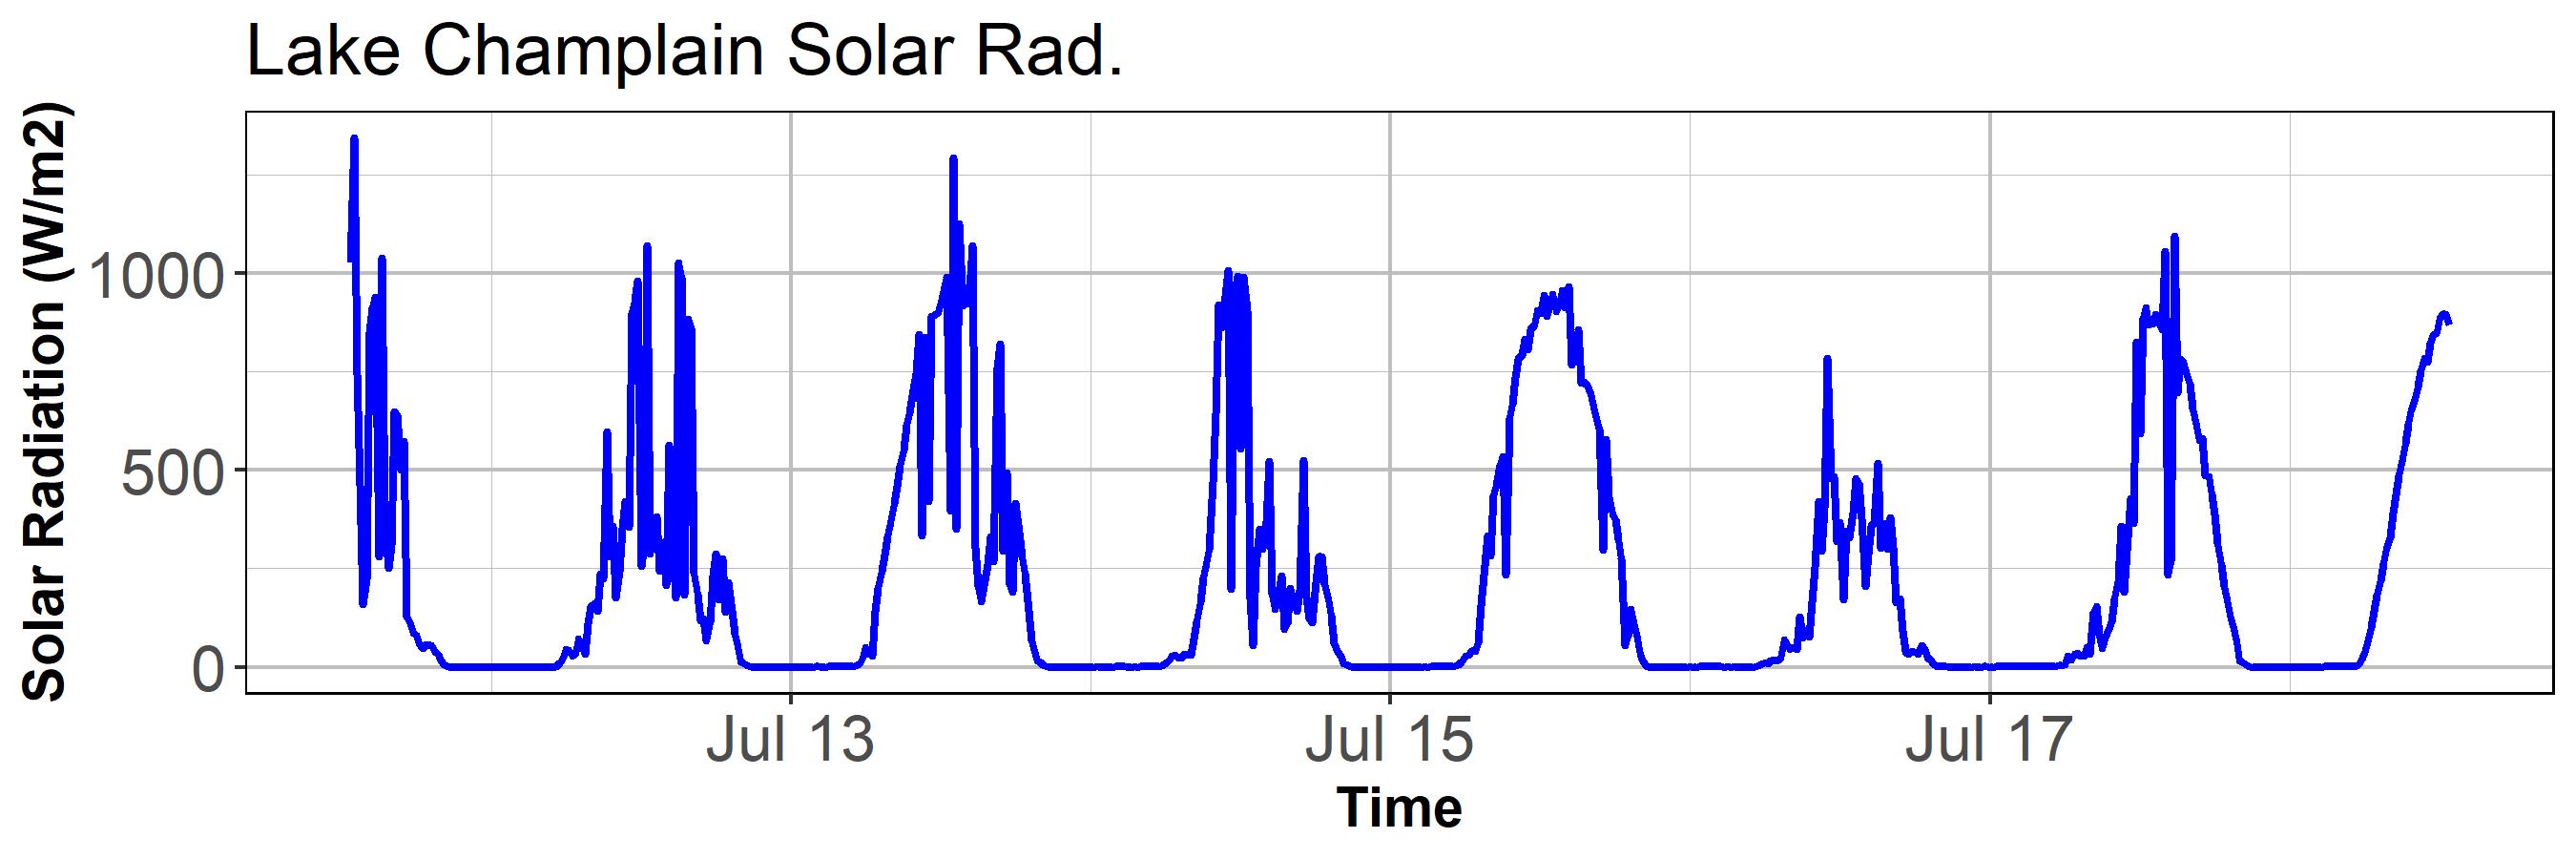 Lake Champlain Solar Rad.
Solar Radiation (W/m2)
1000
500
0
Jul 13
Jul 15
Jul 17
Time